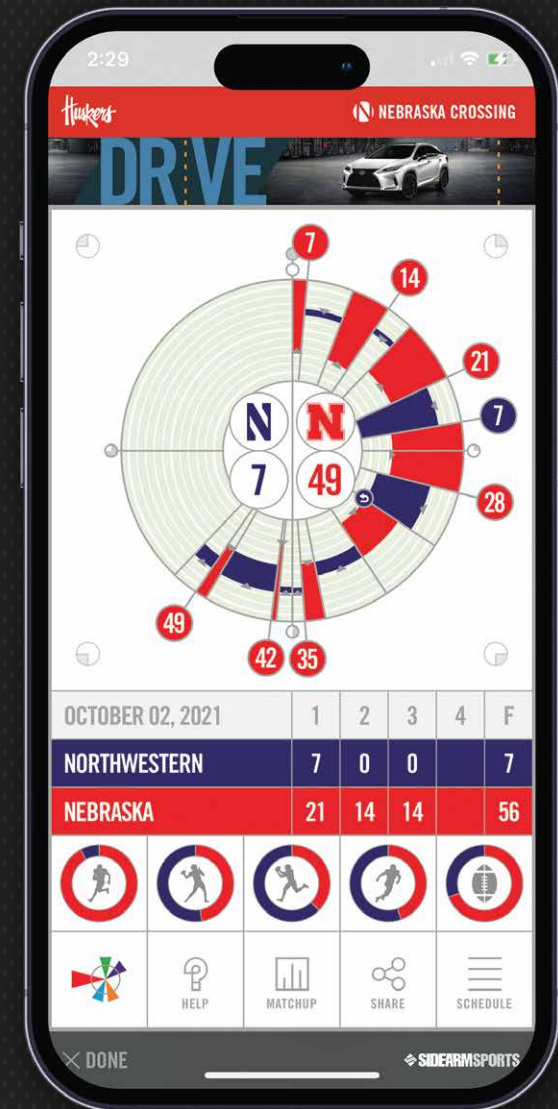 2:29
Huskers
N NEBRASKA CROSSING
DRIVE
7
14
21
7
28
N N
7 49
49
42
35
OCTOBER 02, 2021 1 2 3 4 F
NORTHWESTERN 7 0 0 7
NEBRASKA 21 14 14 56
HELP MATCHUP SHARE SCHEDULE
× DONE SIDEARMSPORTS